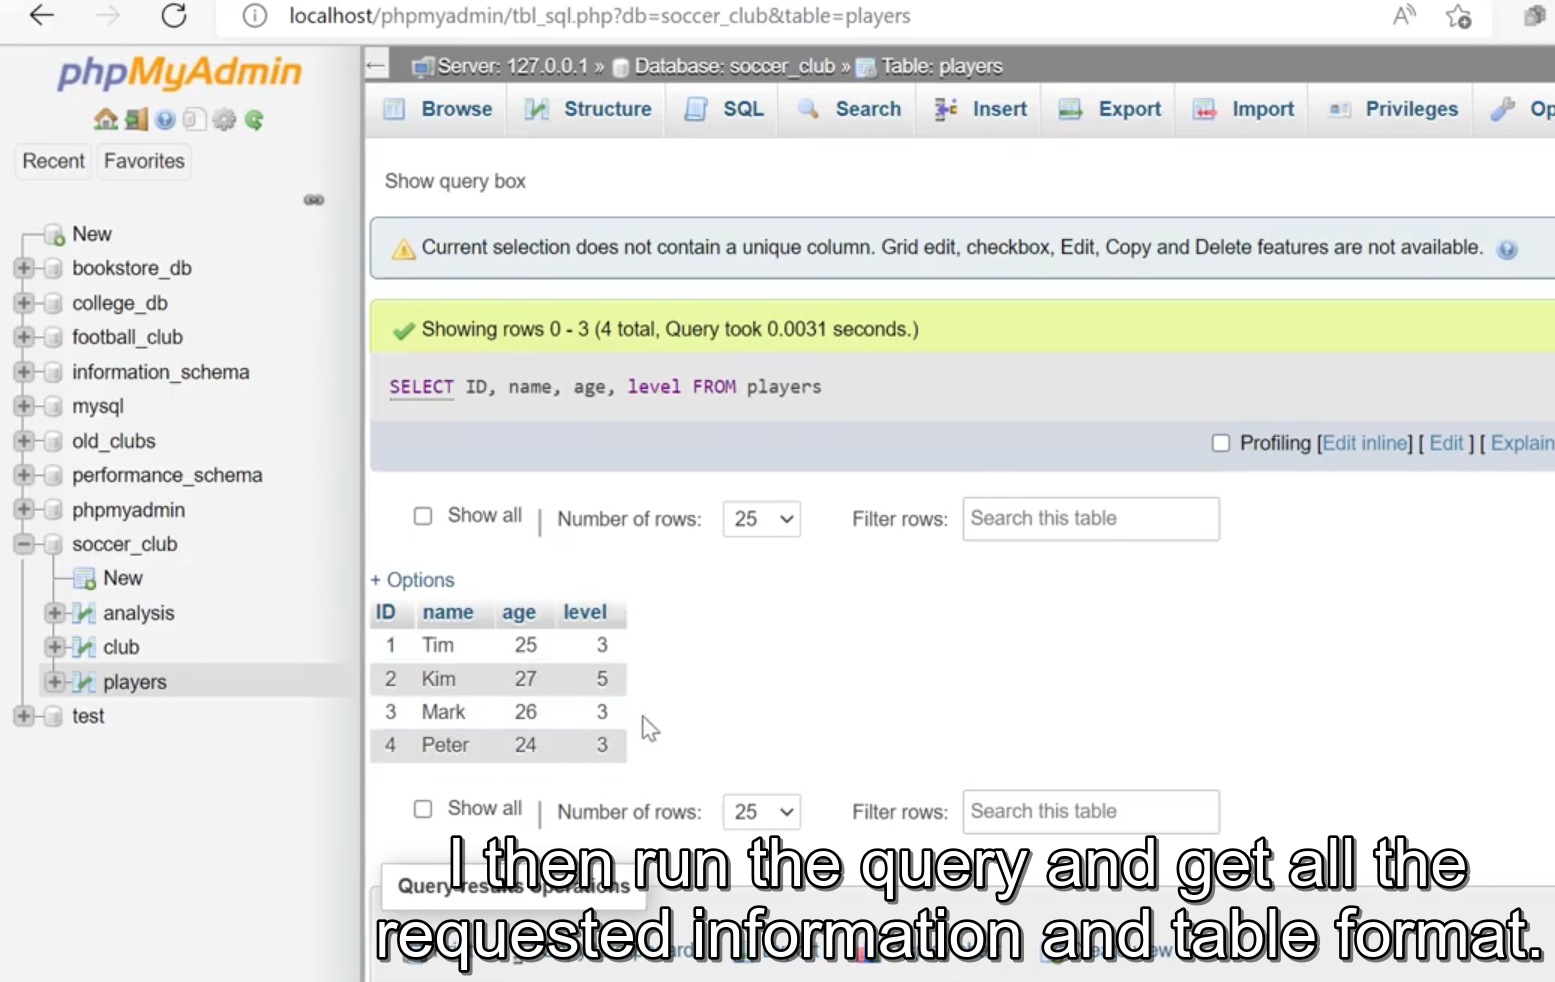 localhost/phpmyadmin/tbl_sql.php?db=soccer_club&table=players
phpMyAdmin
Recent Favorites
New
bookstore_db
college_db
football_club
information_schema
mysql
old_clubs
performance_schema
phpmyadmin
soccer_club
New
analysis
club
players
test
Server: 127.0.0.1 » Database: soccer_club » Table: players
Browse Structure SQL Search Insert Export Import Privileges Op
Show query box
Current selection does not contain a unique column. Grid edit, checkbox, Edit, Copy and Delete features are not available.
Showing rows 0 - 3 (4 total, Query took 0.0031 seconds.)
SELECT ID, name, age, level FROM players
Profiling [Edit inline] [ Edit ] [ Explain
Show all | Number of rows: 25 Filter rows: Search this table
+ Options
ID name age level
1 Tim 25 3
2 Kim 27 5
3 Mark 26 3
4 Peter 24 3
Show all | Number of rows: 25 Filter rows: Search this table
Query results operations
I then run the query and get all the
requested information and table format.